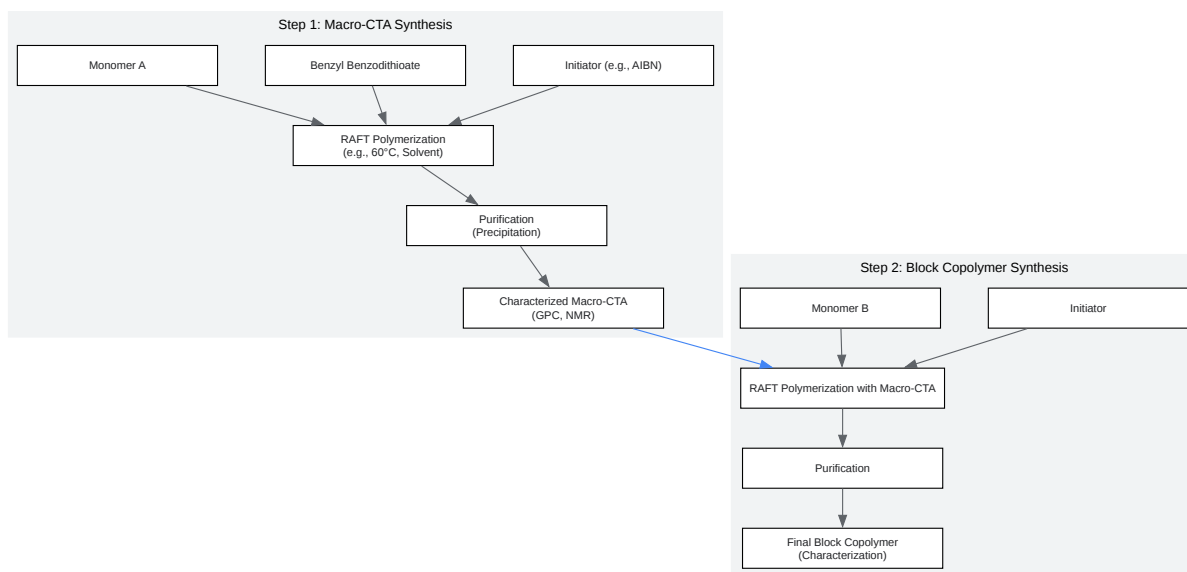 Step 1: Macro-CTA Synthesis
Monomer A
Benzyl Benzodithioate
Initiator (e.g., AIBN)
RAFT Polymerization
(e.g., 60°C, Solvent)
Purification
(Precipitation)
Characterized Macro-CTA
(GPC, NMR)
Step 2: Block Copolymer Synthesis
Monomer B
Initiator
RAFT Polymerization with Macro-CTA
Purification
Final Block Copolymer
(Characterization)